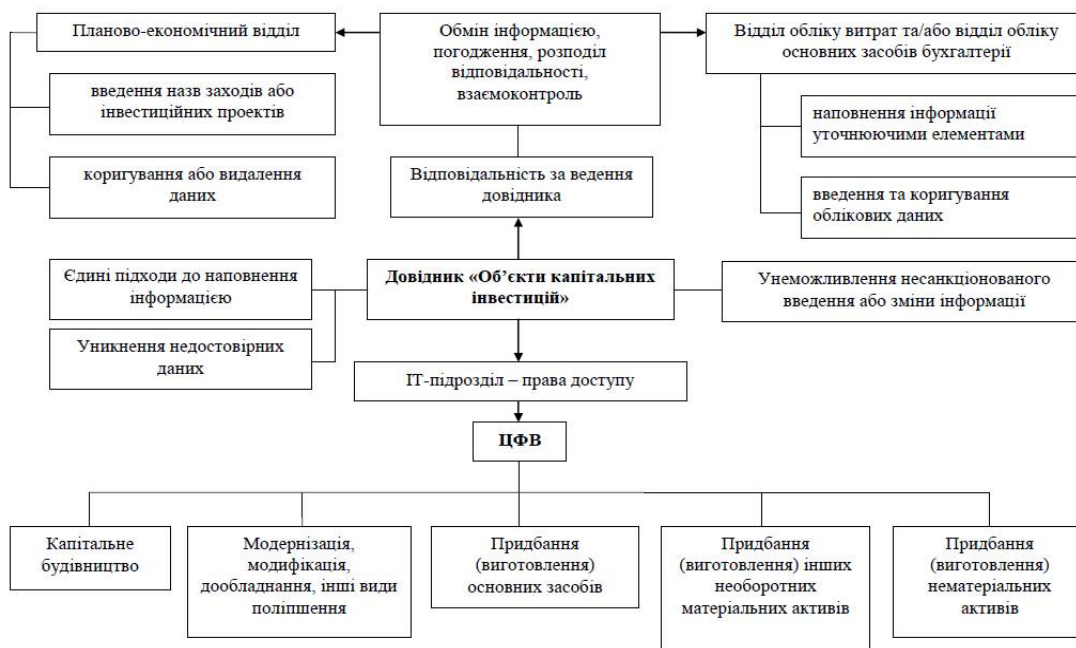 Планово-економічний відділ
Обмін інформацією,
погодження, розподіл
відповідальності,
взаємоконтроль
Відділ обліку витрат та/або відділ обліку
основних засобів бухгалтерії
введення назв заходів або
інвестиційних проектів
наповнення інформації
уточнюючими елементами
коригування або видалення
даних
Відповідальність за ведення
довідника
введення та коригування
облікових даних
Єдині підходи до наповнення
інформацією
Довідник «Об’єкти капітальних
інвестицій»
Унеможливлення несанкціонованого
введення або зміни інформації
Уникнення недостовірних
даних
ІТ-підрозділ – права доступу
ЦФВ
Капітальне
будівництво
Модернізація,
модифікація,
дообладнання, інші види
поліпшення
Придбання
(виготовлення)
основних засобів
Придбання
(виготовлення) інших
необоротних
матеріальних активів
Придбання
(виготовлення)
нематеріальних
активів